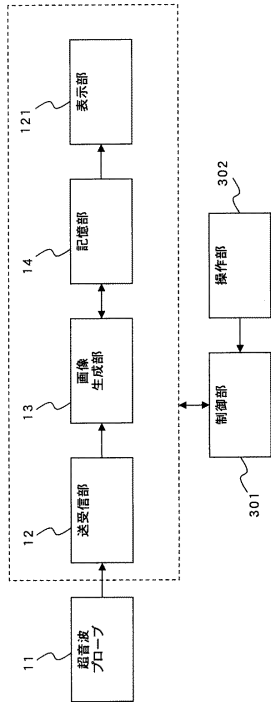 11
超音波
プローブ
12
送受信部
13
画像
生成部
14
記憶部
121
表示部
301
制御部
302
操作部